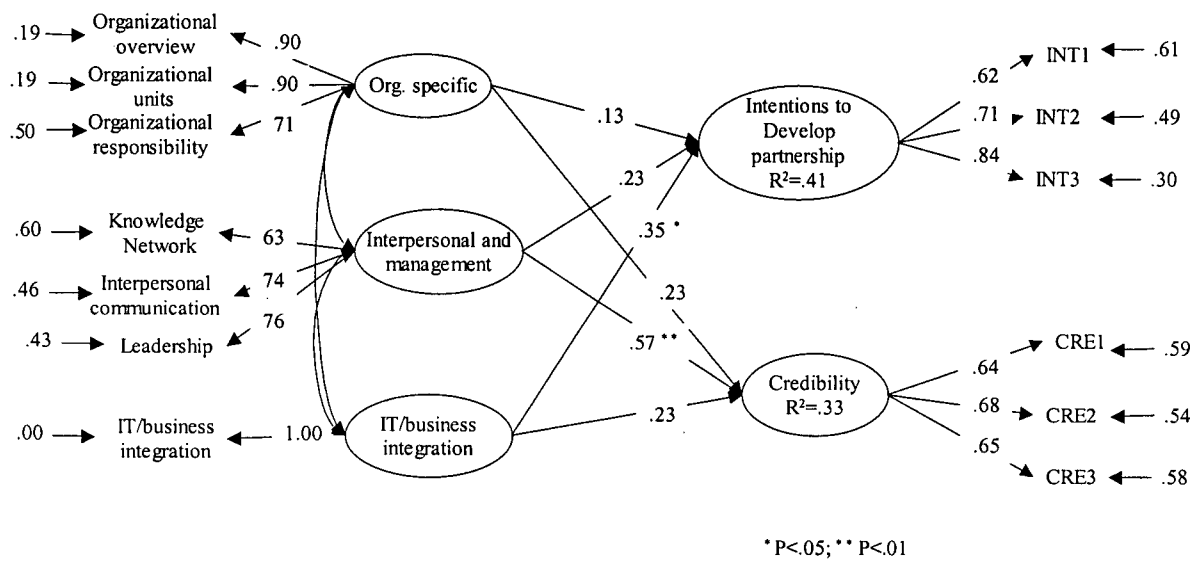 .19
Organizational
overview
.90
.19
Organizational
units
.90
Org. specific
.50
Organizational
responsibility
71
.13
Intentions to
Develop
partnership
R²=.41
.62
INT1
.61
.71
INT2
.49
.84
INT3
.30
.60
Knowledge
Network
63
Interpersonal and
management
.23
.35 *
.46
Interpersonal
communication
74
.43
Leadership
76
.23
.57 **
Credibility
R²=.33
.64
CRE1
.59
.68
CRE2
.54
.65
CRE3
.58
.00
IT/business
integration
1.00
IT/business
integration
.23
* P<.05; ** P<.01